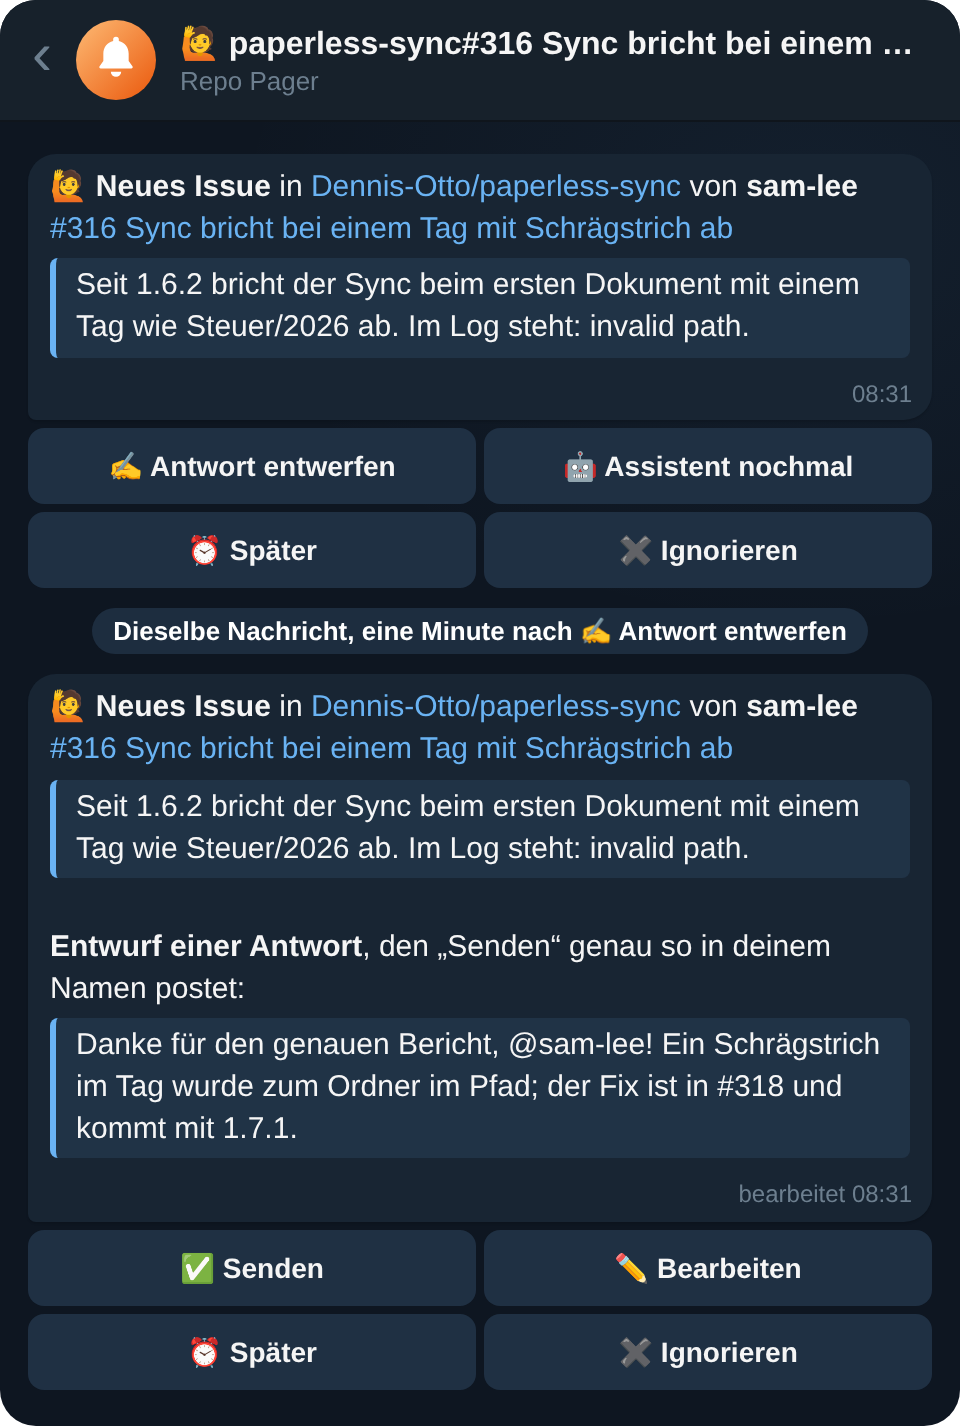 🙋 paperless-sync#316 Sync bricht bei einem …
Repo Pager
🙋 Neues Issue in Dennis-Otto/paperless-sync von sam-lee
#316 Sync bricht bei einem Tag mit Schrägstrich ab
Seit 1.6.2 bricht der Sync beim ersten Dokument mit einem
Tag wie Steuer/2026 ab. Im Log steht: invalid path.
08:31
✍️ Antwort entwerfen
🤖 Assistent nochmal
⏰ Später
✖️ Ignorieren
Dieselbe Nachricht, eine Minute nach ✍️ Antwort entwerfen
🙋 Neues Issue in Dennis-Otto/paperless-sync von sam-lee
#316 Sync bricht bei einem Tag mit Schrägstrich ab
Seit 1.6.2 bricht der Sync beim ersten Dokument mit einem
Tag wie Steuer/2026 ab. Im Log steht: invalid path.
Entwurf einer Antwort, den „Senden“ genau so in deinem
Namen postet:
Danke für den genauen Bericht, @sam-lee! Ein Schrägstrich
im Tag wurde zum Ordner im Pfad; der Fix ist in #318 und
kommt mit 1.7.1.
bearbeitet 08:31
✅ Senden
✏️ Bearbeiten
⏰ Später
✖️ Ignorieren